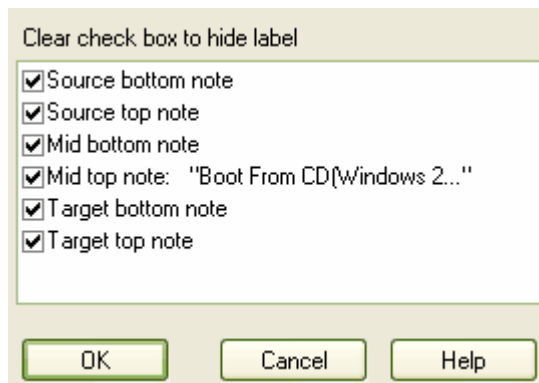 Clear check box to hide label
Source bottom note
Source top note
Mid bottom note
Mid top note: "Boot From CD(Windows 2..."
Target bottom note
Target top note
OK Cancel Help